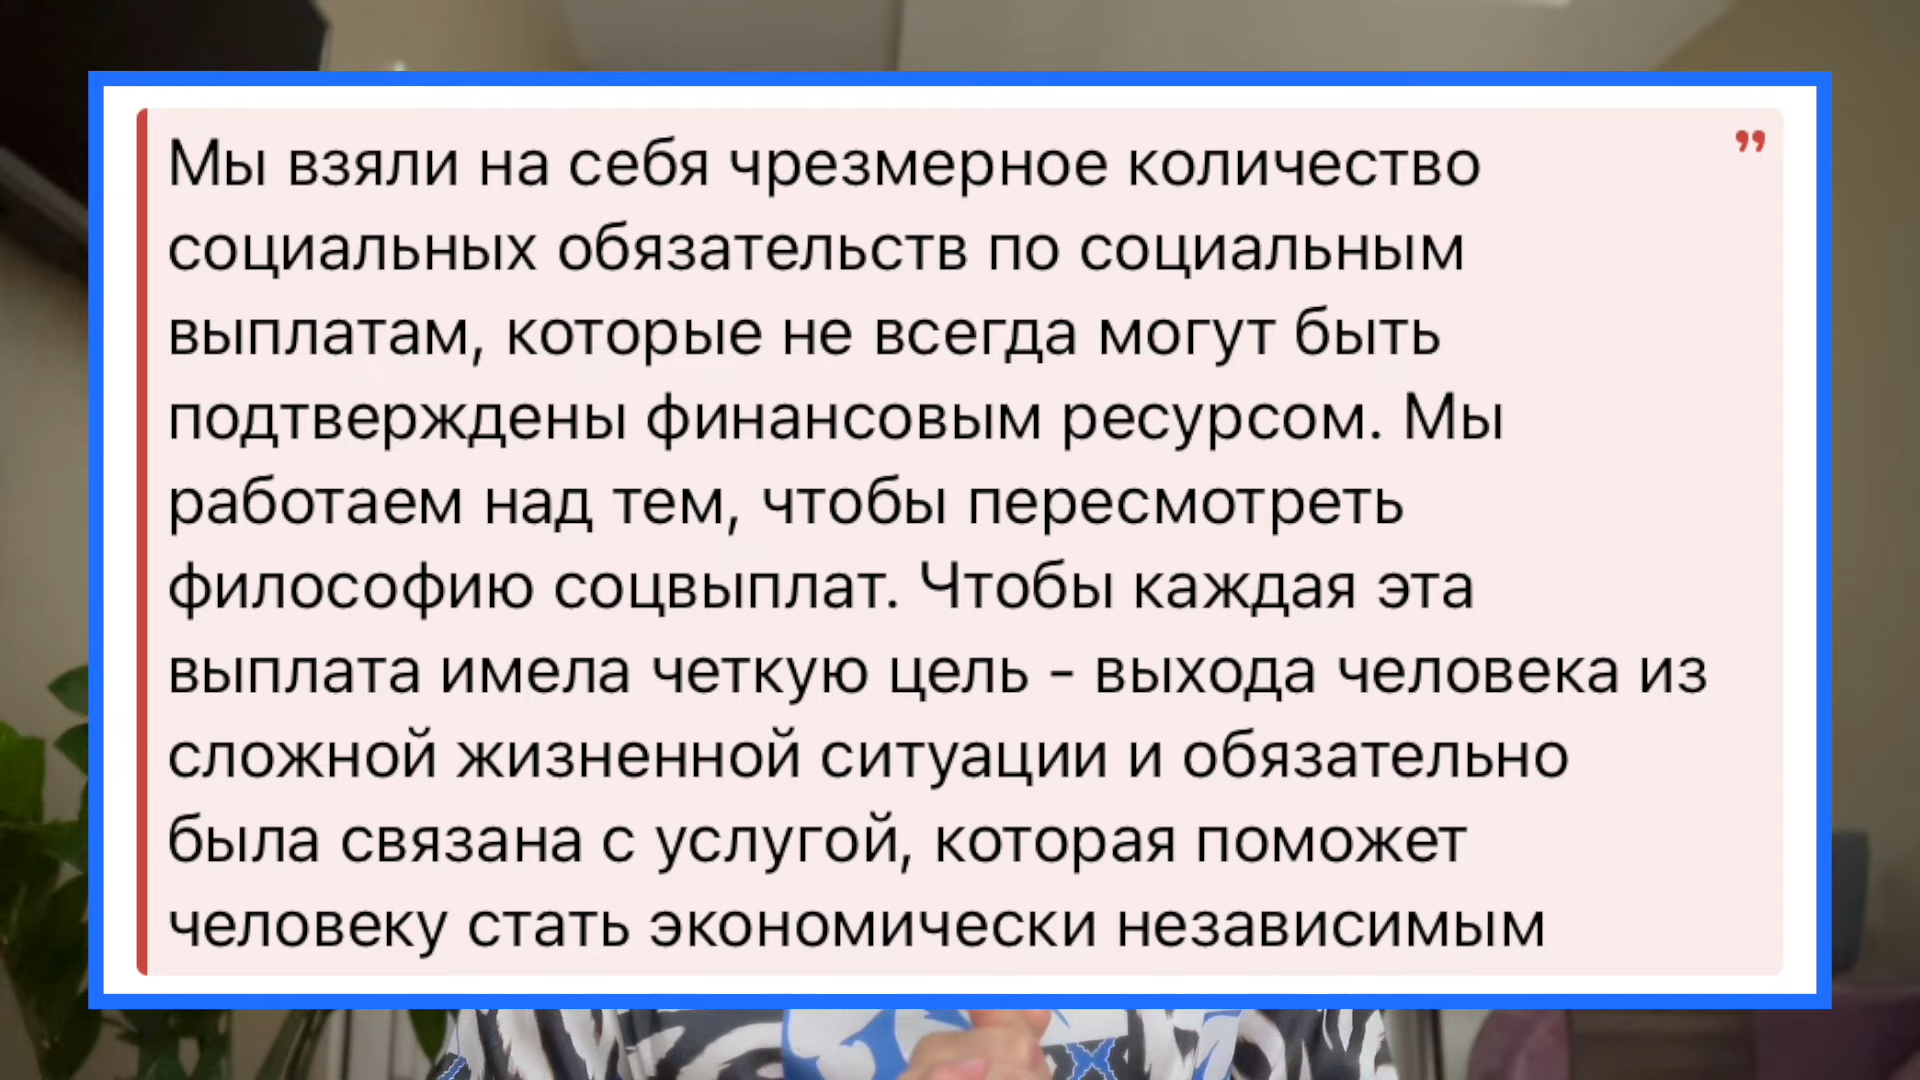 Мы взяли на себя чрезмерное количество
социальных обязательств по социальным
выплатам, которые не всегда могут быть
подтверждены финансовым ресурсом. Мы
работаем над тем, чтобы пересмотреть
философию соцвыплат. Чтобы каждая эта
выплата имела четкую цель - выхода человека из
сложной жизненной ситуации и обязательно
была связана с услугой, которая поможет
человеку стать экономически независимым